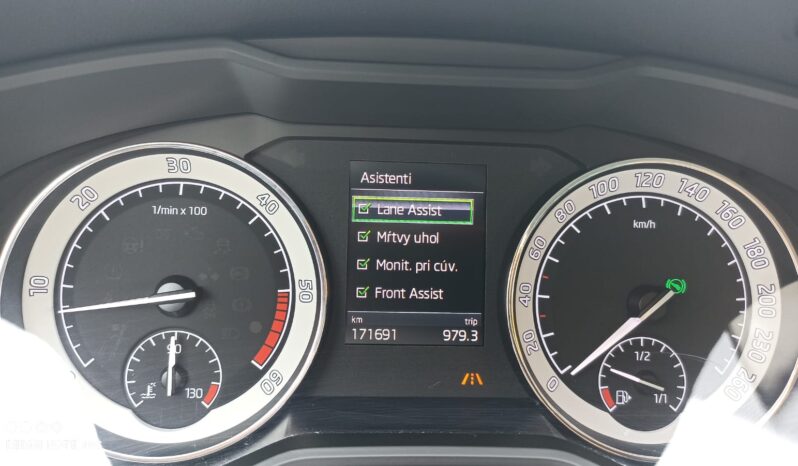 Asistenti
Lane Assist
Mŕtvy uhol
Monit. pri cúv.
Front Assist
km trip
171691 979.3
1/min x 100
10 20 30 40 50 60
90
130
km/h
0 20 40 60 80 100 120 140 160 180 200 220 240 260
1/2
1/1